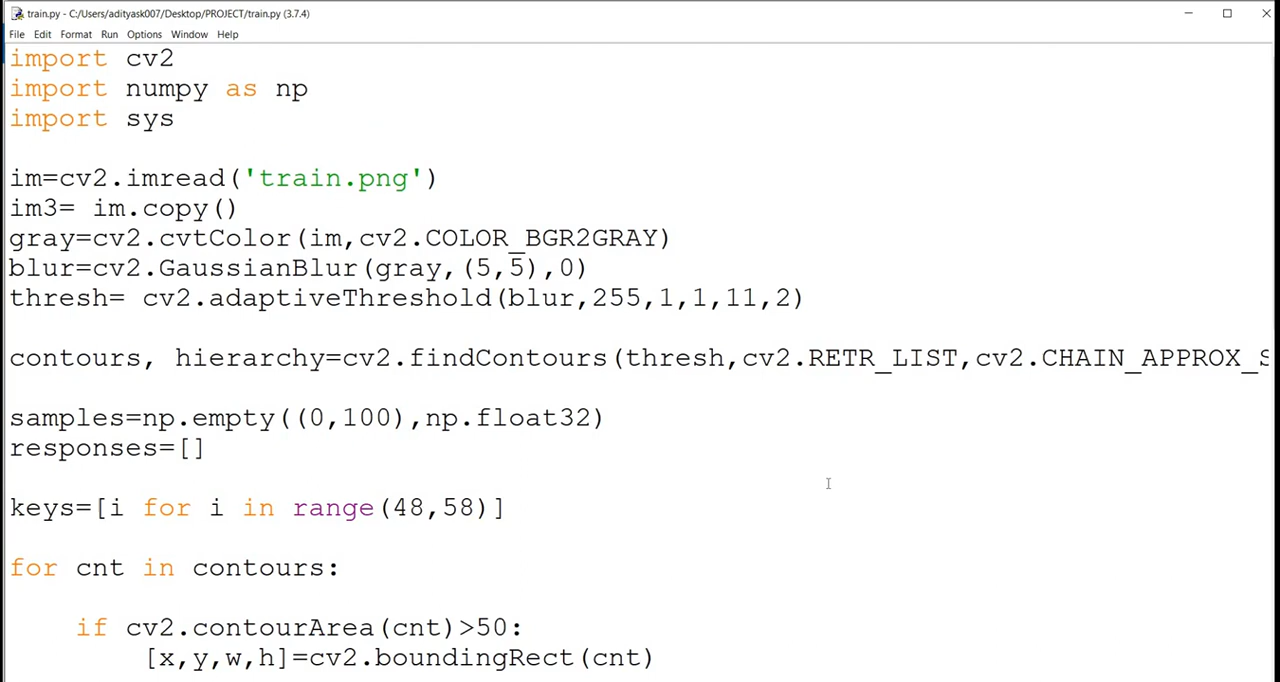 train.py - C:/Users/adityask007/Desktop/PROJECT/train.py (3.7.4)
File Edit Format Run Options Window Help
import cv2
import numpy as np
import sys
im=cv2.imread('train.png')
im3= im.copy()
gray=cv2.cvtColor(im,cv2.COLOR_BGR2GRAY)
blur=cv2.GaussianBlur(gray,(5,5),0)
thresh= cv2.adaptiveThreshold(blur,255,1,1,11,2)
contours, hierarchy=cv2.findContours(thresh,cv2.RETR_LIST,cv2.CHAIN_APPROX_S
samples=np.empty((0,100),np.float32)
responses=[]
keys=[i for i in range(48,58)]
for cnt in contours:
    if cv2.contourArea(cnt)>50:
        [x,y,w,h]=cv2.boundingRect(cnt)